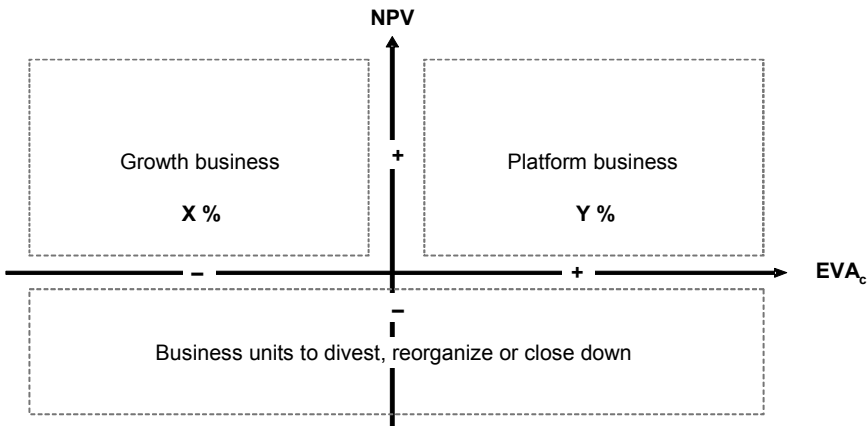 NPV
Growth business
+
Platform business
X %
Y %
–
+
EVAc
–
Business units to divest, reorganize or close down